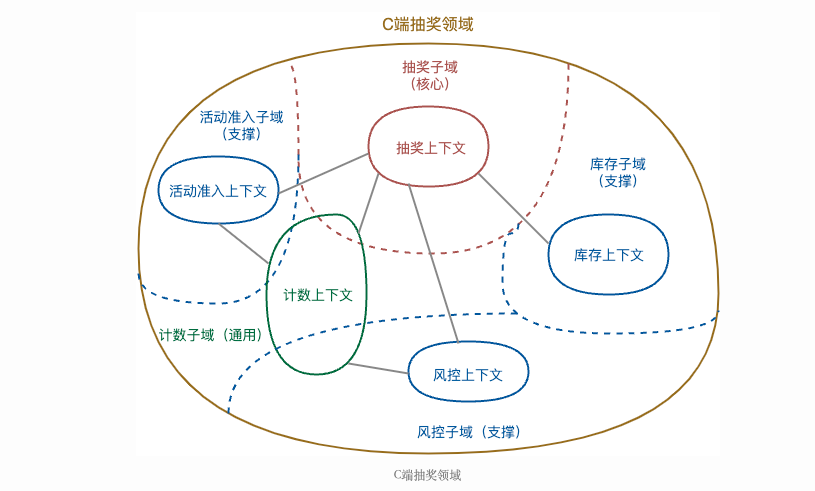 C端抽奖领域
抽奖子域
（核心）
活动准入子域
（支撑）
抽奖上下文
库存子域
（支撑）
活动准入上下文
库存上下文
计数上下文
计数子域（通用）
风控上下文
风控子域（支撑）
C端抽奖领域